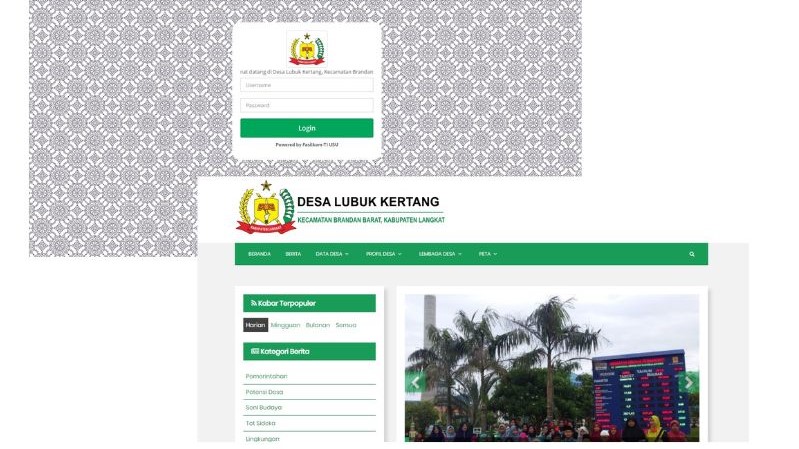 nat datang di Desa Lubuk Kertang, Kecamatan Brandan
Username
Password
Login
Powered by Fasilkom-TI USU
DESA LUBUK KERTANG
KECAMATAN BRANDAN BARAT, KABUPATEN LANGKAT
BERANDA BERITA DATA DESA PROFIL DESA LEMBAGA DESA PETA
Kabar Terpopuler
Harian Mingguan Bulanan Semua
Kategori Berita
Pemerintahan
Potensi Desa
Seni Budaya
Tat Sidoka
Lingkungan